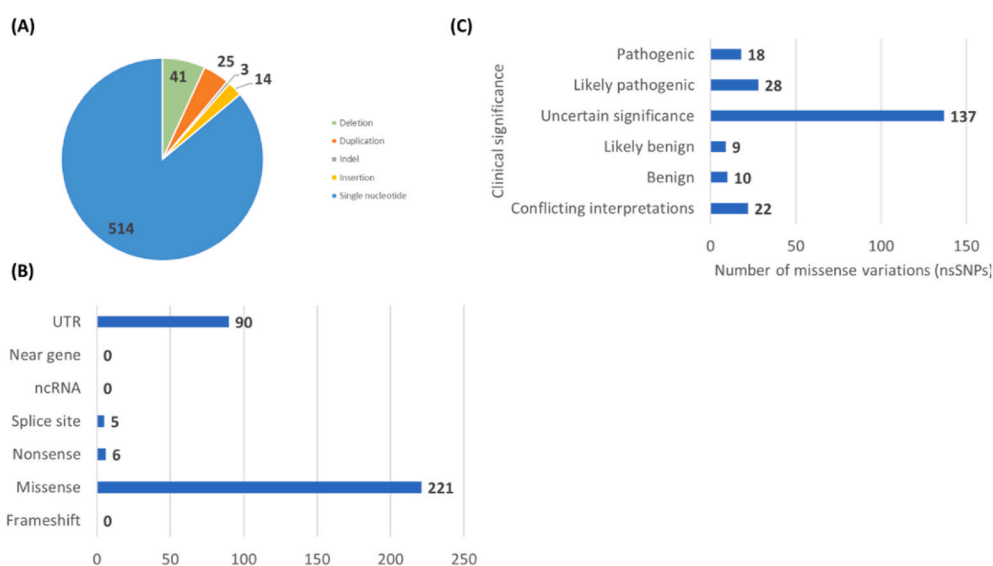 (A)
41
25
3
14
514
Deletion
Duplication
Indel
Insertion
Single nucleotide
(B)
UTR 90
Near gene 0
ncRNA 0
Splice site 5
Nonsense 6
Missense 221
Frameshift 0
0 50 100 150 200 250
(C)
Clinical significance
Pathogenic 18
Likely pathogenic 28
Uncertain significance 137
Likely benign 9
Benign 10
Conflicting interpretations 22
0 50 100 150
Number of missense variations (nsSNPs)